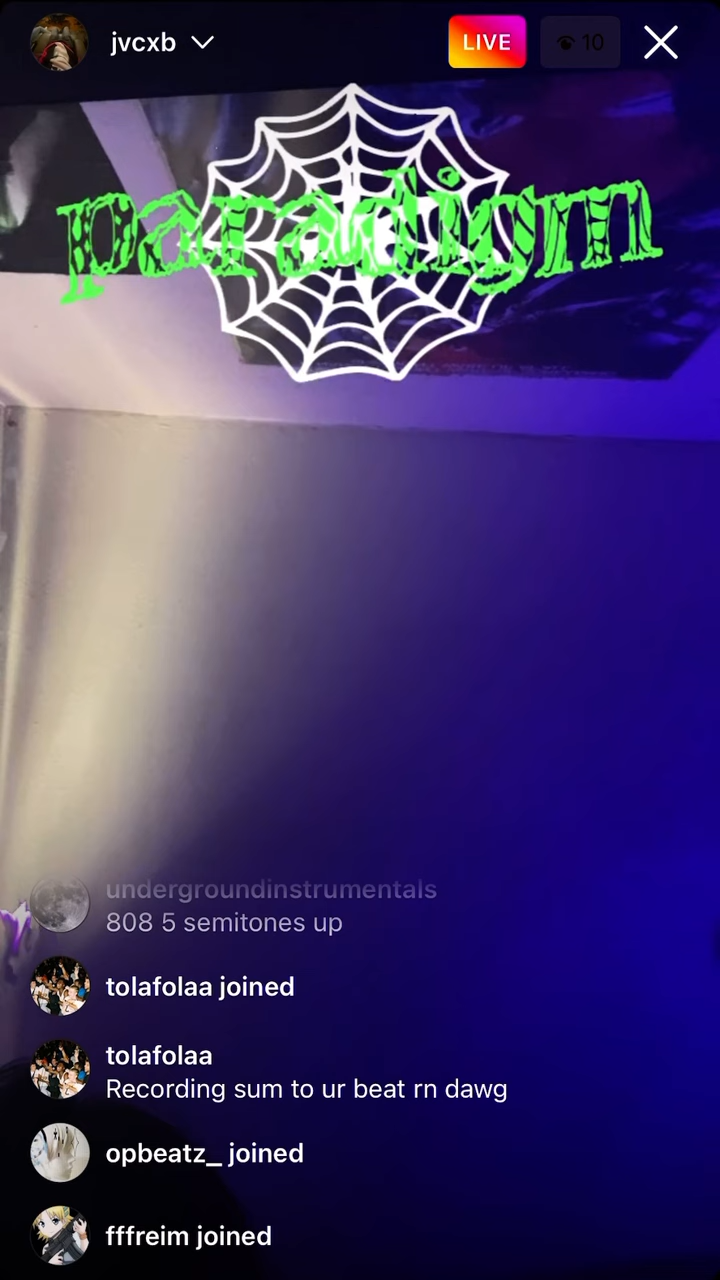 jvcxb
LIVE
10
paradigm
undergroundinstrumentals
808 5 semitones up
tolafolaa joined
tolafolaa
Recording sum to ur beat rn dawg
opbeatz_ joined
fffreim joined